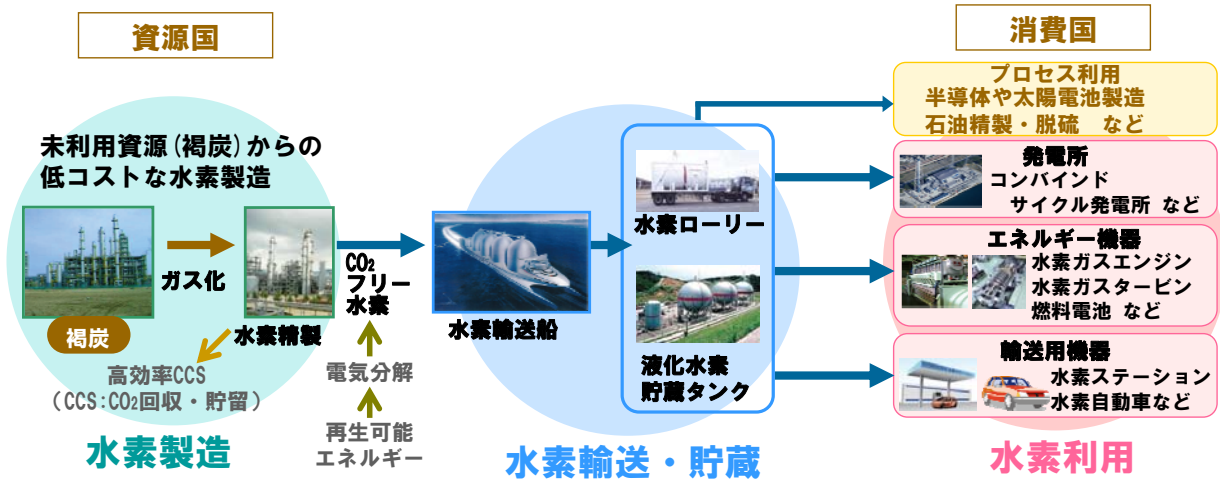 資源国
未利用資源(褐炭)からの
低コストな水素製造
ガス化
褐炭
水素精製
高効率CCS
(CCS:CO₂回収・貯留)
水素製造
CO₂
フリー
水素
電気分解
再生可能
エネルギー
水素輸送船
水素ローリー
液化水素
貯蔵タンク
水素輸送・貯蔵
消費国
プロセス利用
半導体や太陽電池製造
石油精製・脱硫 など
発電所
コンバインド
サイクル発電所 など
エネルギー機器
水素ガスエンジン
水素ガスタービン
燃料電池 など
輸送用機器
水素ステーション
水素自動車など
水素利用